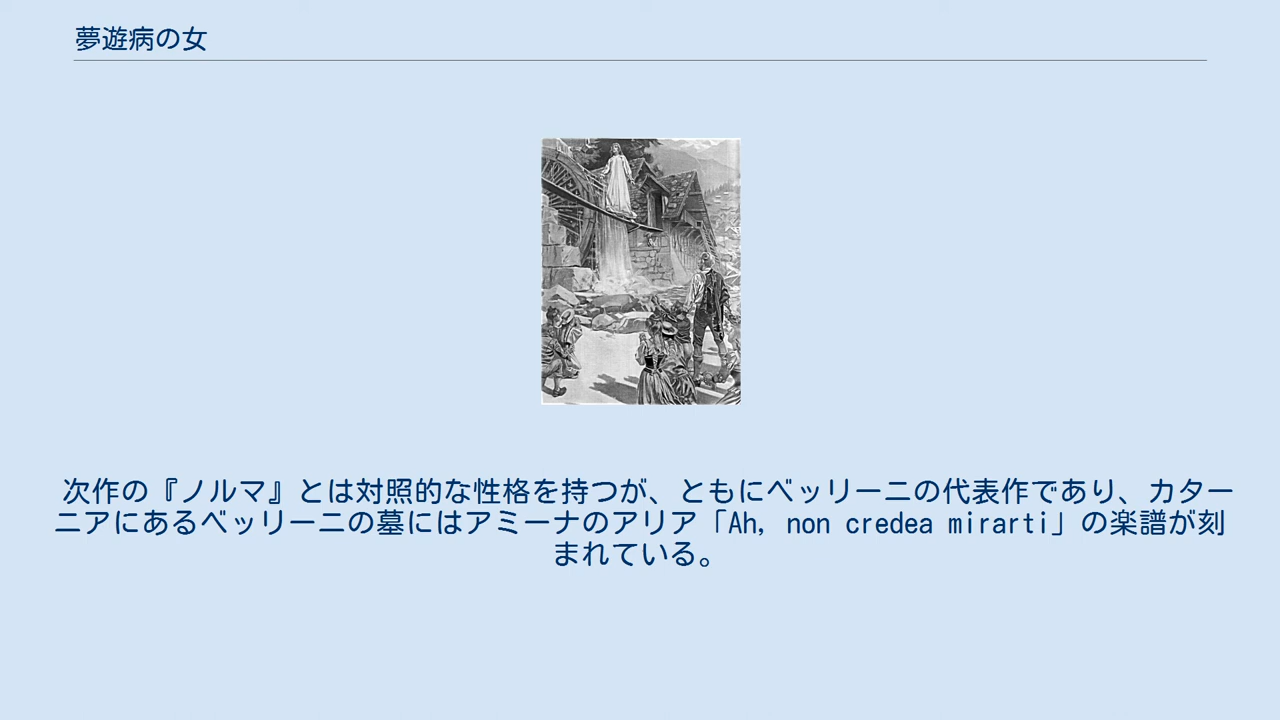 夢遊病の女
次作の『ノルマ』とは対照的な性格を持つが、ともにベッリーニの代表作であり、カター
ニアにあるベッリーニの墓にはアミーナのアリア「Ah, non credea mirarti」の楽譜が刻
まれている。